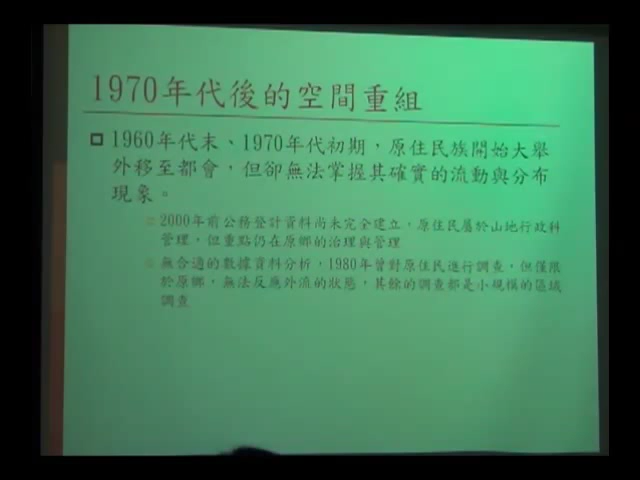 1970年代後的空間重組
1960年代末、1970年代初期，原住民族開始大舉
外移至都會，但卻無法掌握其確實的流動與分布
現象。
2000年前公務登計資料尚未完全建立，原住民屬於山地行政科
管理，但重點仍在原鄉的治理與管理
無合適的數據資料分析，1980年曾對原住民進行調查，但僅限
於原鄉，無法反應外流的狀態，其餘的調查都是小規模的區域
調查